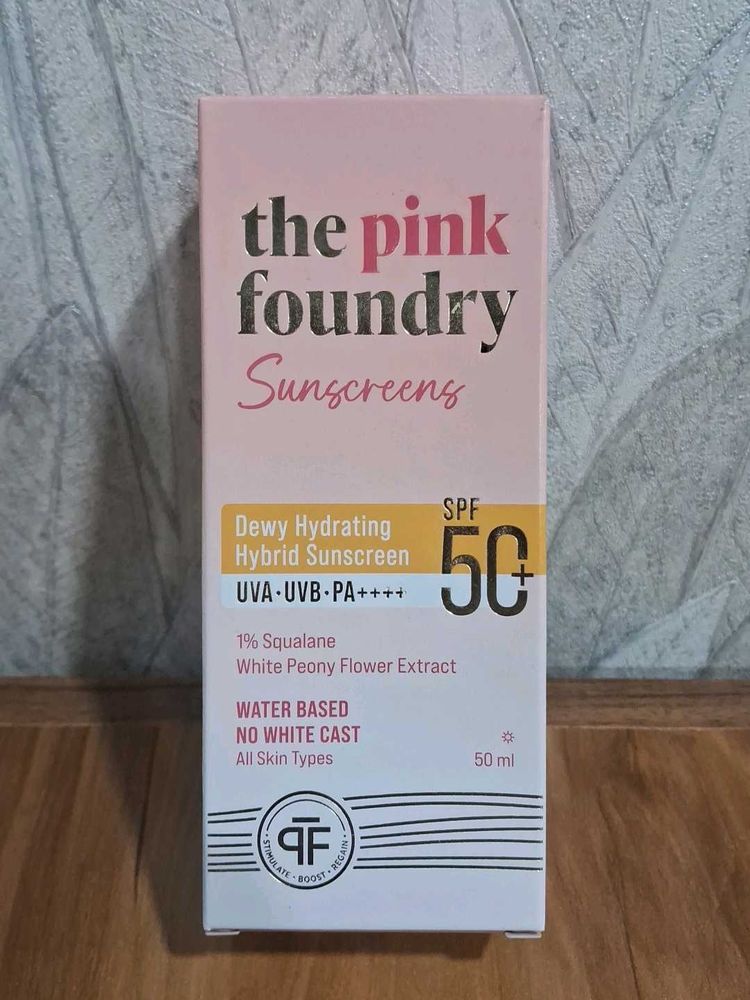 the pink
foundry
Sunscreens
SPF
50+
Dewy Hydrating
Hybrid Sunscreen
UVA·UVB·PA++++
1% Squalane
White Peony Flower Extract
WATER BASED
NO WHITE CAST
All Skin Types
50 ml
PF
· STIMULATE · BOOST · REGAIN ·